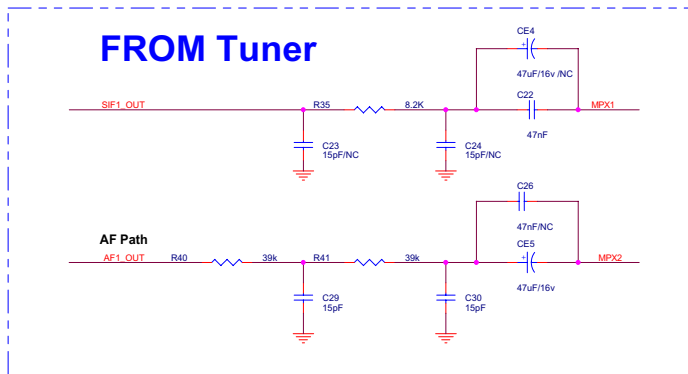 FROM Tuner
CE4
+
47uF/16v /NC
C22
SIF1_OUT R35 8.2K MPX1
47nF
C23
15pF/NC
C24
15pF/NC
C26
47nF/NC
AF Path
AF1_OUT R40 39k R41 39k MPX2
+
CE5
47uF/16v
C29
15pF
C30
15pF